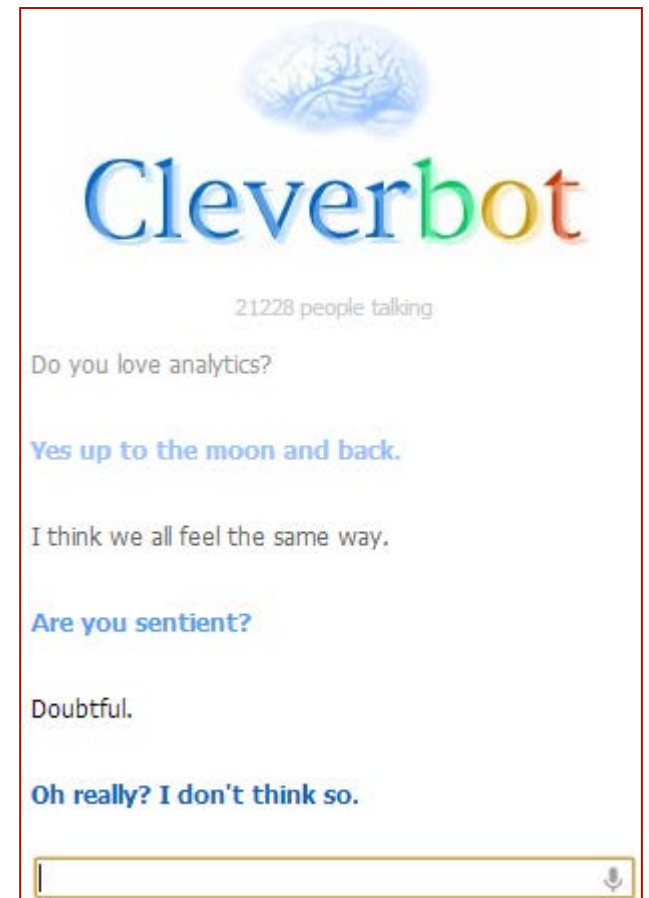 Cleverbot
21228 people talking
Do you love analytics?
Yes up to the moon and back.
I think we all feel the same way.
Are you sentient?
Doubtful.
Oh really? I don't think so.